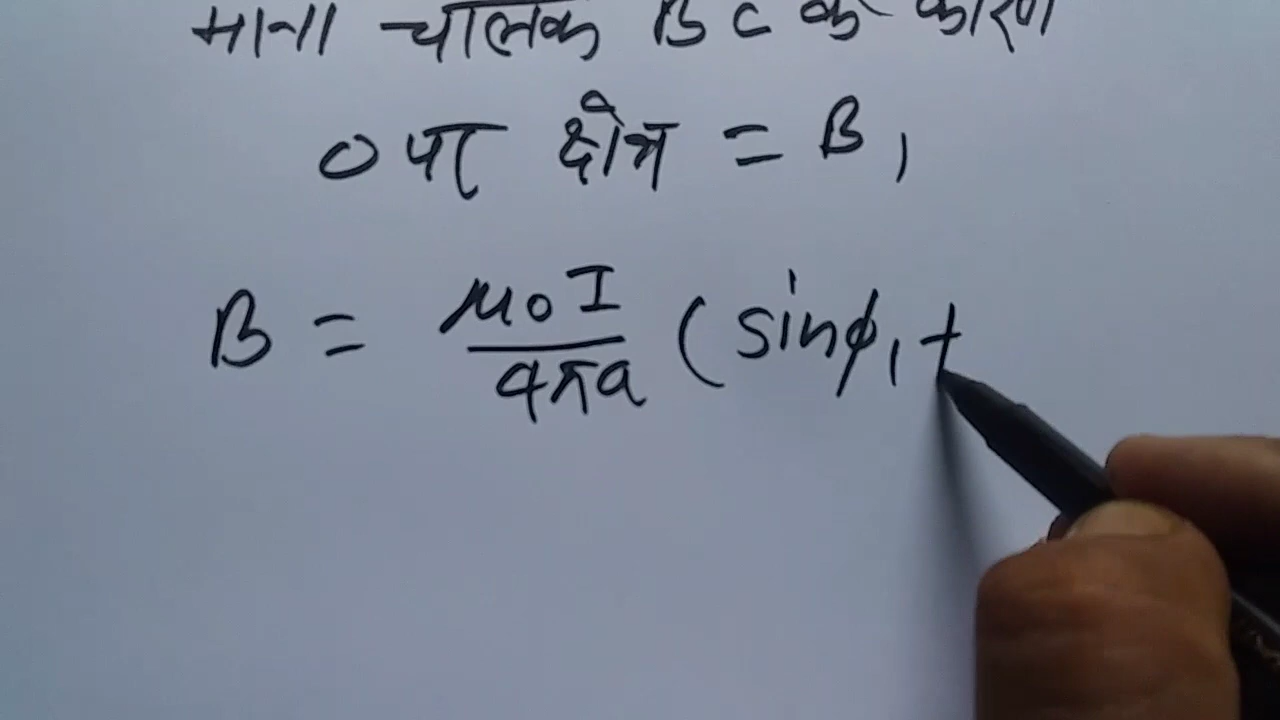 माना चालक BC के कारण
O पर क्षेत्र = B₁
B = μ₀I/4πa (sinϕ₁ +